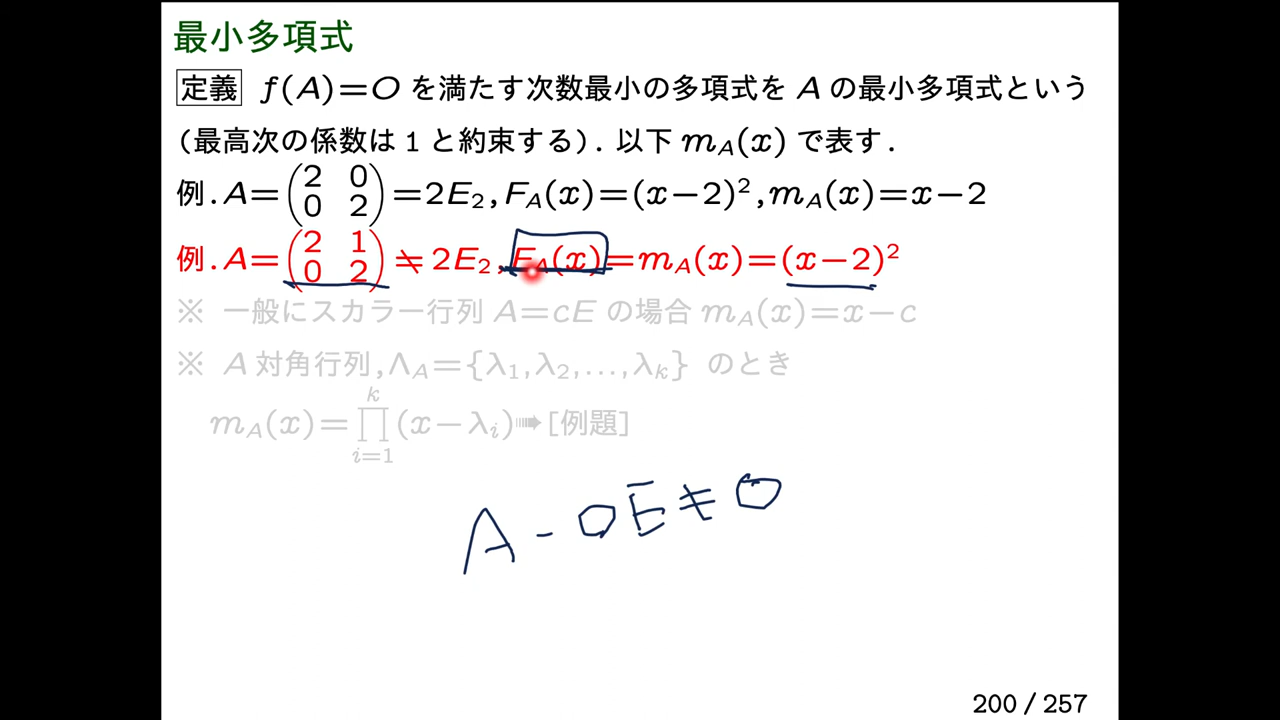 最小多項式
定義 f(A)=O を満たす次数最小の多項式を A の最小多項式という
(最高次の係数は 1 と約束する). 以下 m_A(x) で表す.
例. A=(2 0 0 2)=2E₂, F_A(x)=(x−2)², m_A(x)=x−2
例. A=(2 1 0 2)≠2E₂, F_A(x)=m_A(x)=(x−2)²
※ 一般にスカラー行列 A=cE の場合 m_A(x)=x−c
※ A 対角行列, Λ_A={λ₁,λ₂,...,λ_k} のとき
m_A(x)=∏_{i=1}^{k}(x−λ_i)➠[例題]
A - OE ≠ O
200 / 257